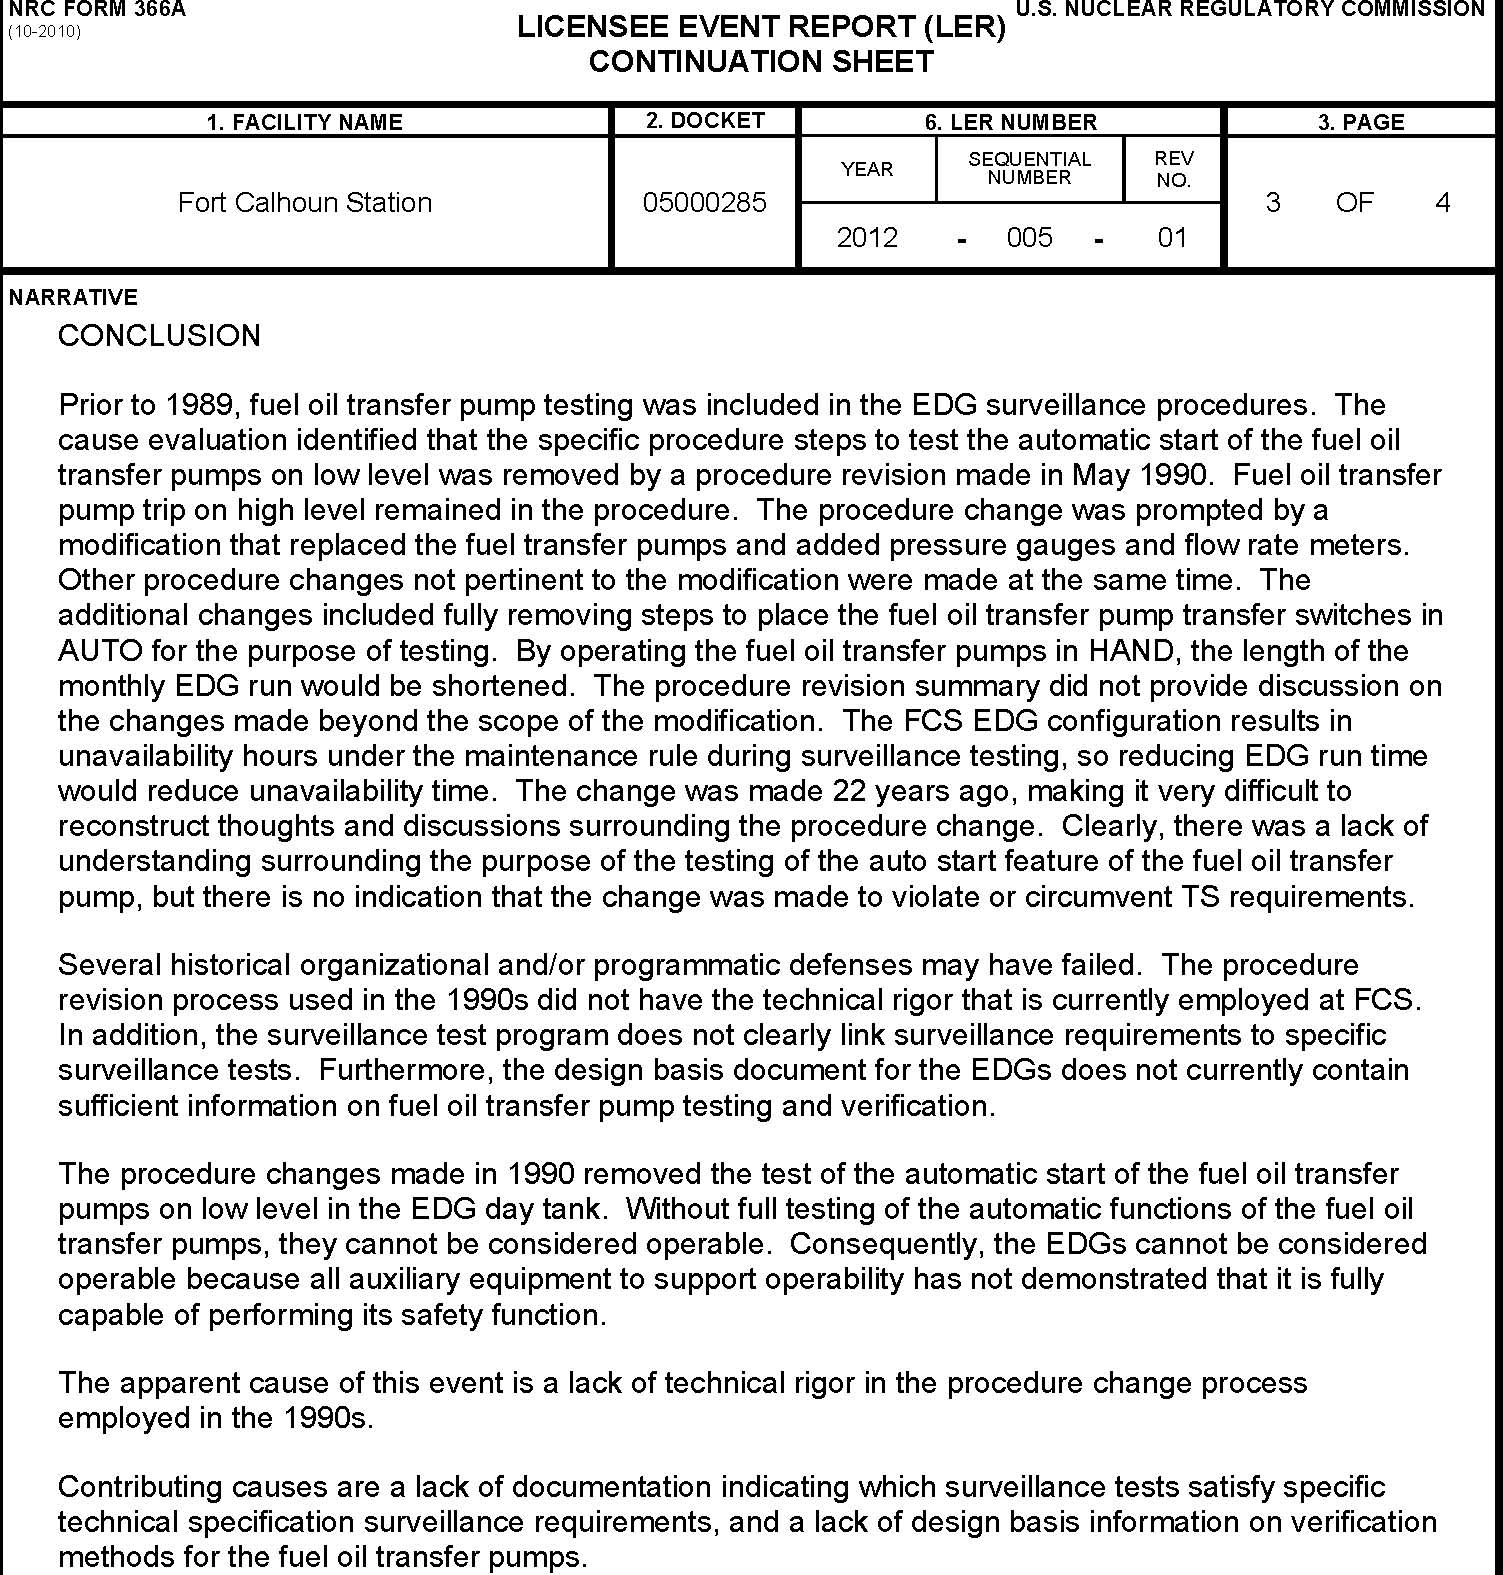 NRC FORM 366A
(10-2010)
U.S. NUCLEAR REGULATORY COMMISSION
LICENSEE EVENT REPORT (LER)
CONTINUATION SHEET
1. FACILITY NAME
2. DOCKET
6. LER NUMBER
3. PAGE
Fort Calhoun Station
05000285
YEAR
SEQUENTIAL
NUMBER
REV
NO.
3 OF 4
2012 - 005 - 01
NARRATIVE
CONCLUSION
Prior to 1989, fuel oil transfer pump testing was included in the EDG surveillance procedures. The
cause evaluation identified that the specific procedure steps to test the automatic start of the fuel oil
transfer pumps on low level was removed by a procedure revision made in May 1990. Fuel oil transfer
pump trip on high level remained in the procedure. The procedure change was prompted by a
modification that replaced the fuel transfer pumps and added pressure gauges and flow rate meters.
Other procedure changes not pertinent to the modification were made at the same time. The
additional changes included fully removing steps to place the fuel oil transfer pump transfer switches in
AUTO for the purpose of testing. By operating the fuel oil transfer pumps in HAND, the length of the
monthly EDG run would be shortened. The procedure revision summary did not provide discussion on
the changes made beyond the scope of the modification. The FCS EDG configuration results in
unavailability hours under the maintenance rule during surveillance testing, so reducing EDG run time
would reduce unavailability time. The change was made 22 years ago, making it very difficult to
reconstruct thoughts and discussions surrounding the procedure change. Clearly, there was a lack of
understanding surrounding the purpose of the testing of the auto start feature of the fuel oil transfer
pump, but there is no indication that the change was made to violate or circumvent TS requirements.
Several historical organizational and/or programmatic defenses may have failed. The procedure
revision process used in the 1990s did not have the technical rigor that is currently employed at FCS.
In addition, the surveillance test program does not clearly link surveillance requirements to specific
surveillance tests. Furthermore, the design basis document for the EDGs does not currently contain
sufficient information on fuel oil transfer pump testing and verification.
The procedure changes made in 1990 removed the test of the automatic start of the fuel oil transfer
pumps on low level in the EDG day tank. Without full testing of the automatic functions of the fuel oil
transfer pumps, they cannot be considered operable. Consequently, the EDGs cannot be considered
operable because all auxiliary equipment to support operability has not demonstrated that it is fully
capable of performing its safety function.
The apparent cause of this event is a lack of technical rigor in the procedure change process
employed in the 1990s.
Contributing causes are a lack of documentation indicating which surveillance tests satisfy specific
technical specification surveillance requirements, and a lack of design basis information on verification
methods for the fuel oil transfer pumps.